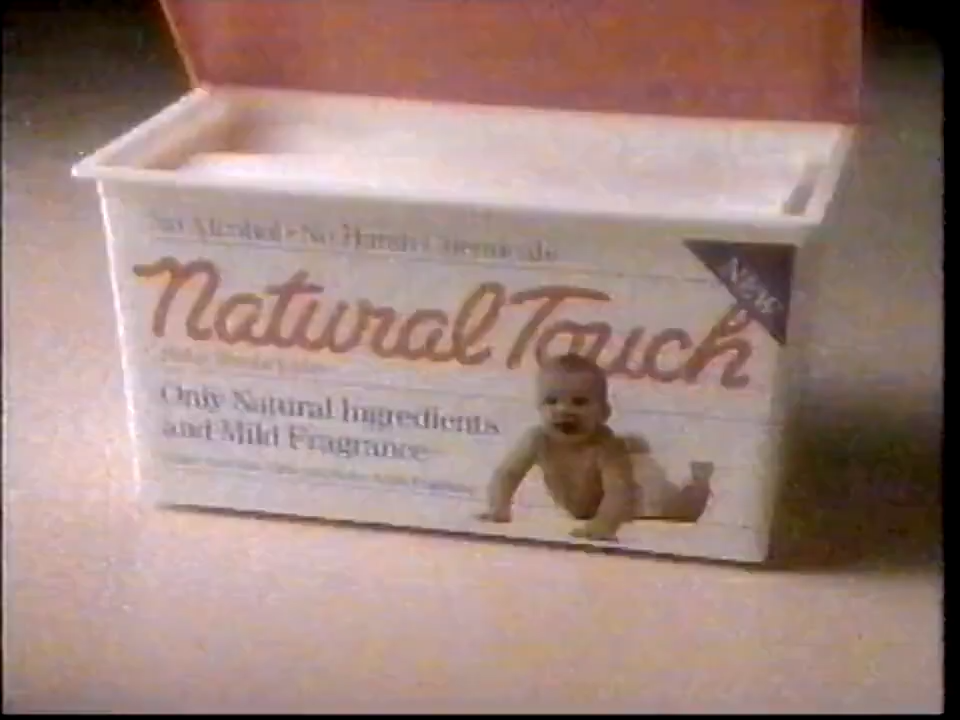 No Alcohol • No Harsh Chemicals
New
Natural Touch
Only Natural Ingredients
and Mild Fragrance